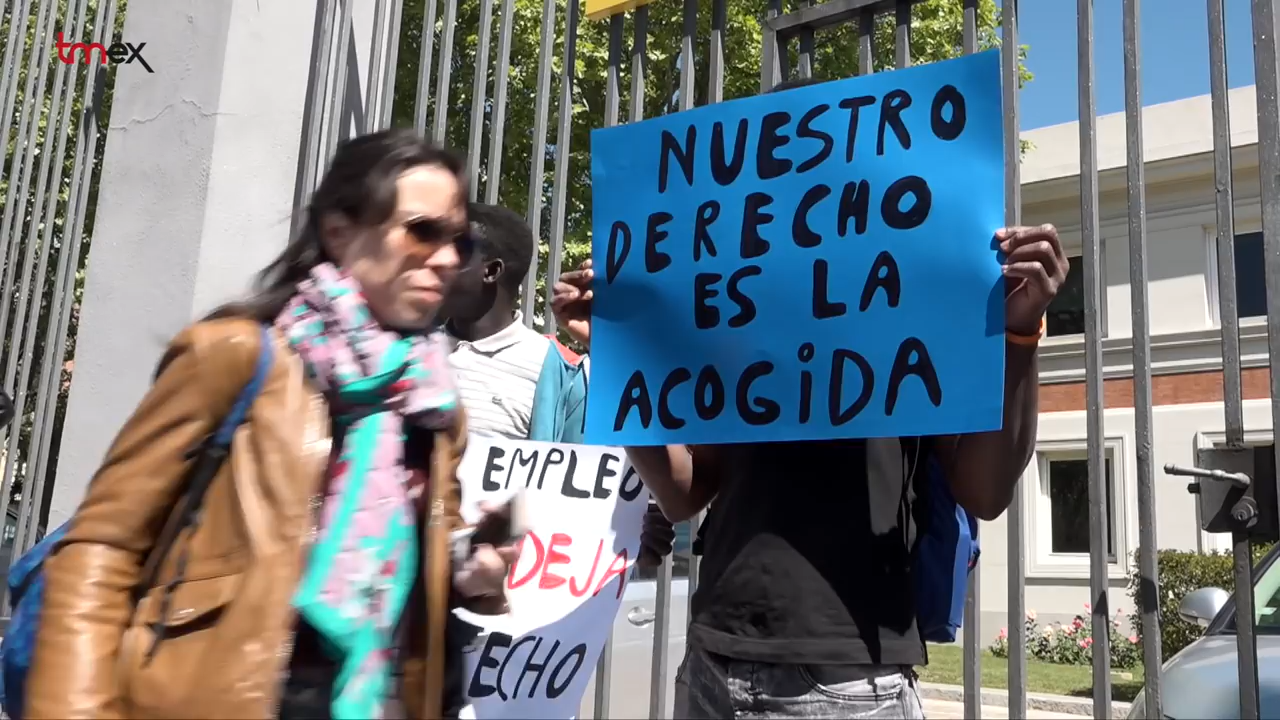 tmex
NUESTRO
DERECHO
ES LA
ACOGIDA
EMPLEO
DEJA
ECHO